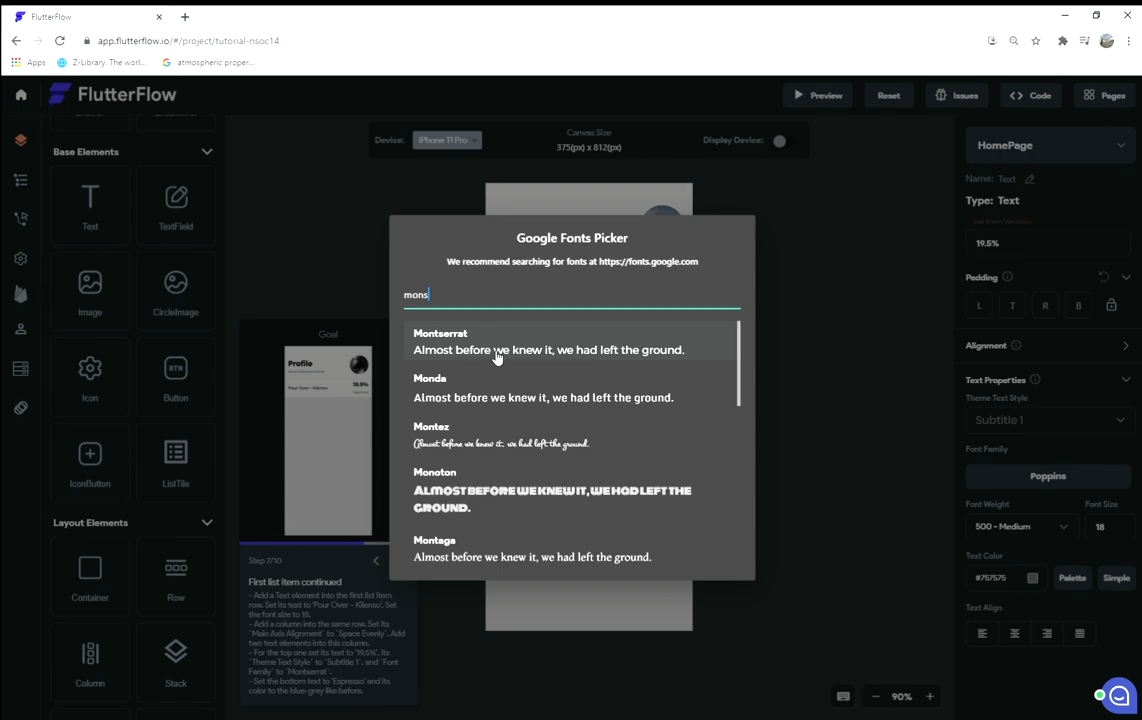 FlutterFlow
app.flutterflow.io/#/project/tutorial-nsoc14
Apps
Z-Library. The worl...
atmospheric proper...
FlutterFlow
Preview
Reset
Issues
Code
Pages
Device:
iPhone 11 Pro
Canvas Size
375(px) x 812(px)
Display Device:
Base Elements
Text
TextField
Image
CircleImage
Icon
Button
BTN
IconButton
ListTile
Layout Elements
Container
Row
Column
Stack
Goal
Profile
Pour Over - Kilenso
19.5%
Step 7/10
First list item continued
- Add a Text element into the first list item
row. Set its text to 'Pour Over - Kilenso'. Set
the font size to 18.
- Add a column into the same row. Set its
`Main Axis Alignment` to `Space Evenly`. Add
two text elements into this column.
- For the top one set its text to '19.5%', its
`Theme Text Style` to `Subtitle 1`, and `Font
Family` to `Montserrat`.
- Set the bottom text to 'Espresso' and its
color to the blue-grey like before.
Google Fonts Picker
We recommend searching for fonts at https://fonts.google.com
mons
Montserrat
Almost before we knew it, we had left the ground.
Monda
Almost before we knew it, we had left the ground.
Montez
Almost before we knew it, we had left the ground.
Monoton
Almost before we knew it, we had left the
ground.
Montaga
Almost before we knew it, we had left the ground.
HomePage
Name: Text
Type: Text
Set from Variable
19.5%
Padding
L T R B
Alignment
Text Properties
Theme Text Style
Subtitle 1
Font Family
Poppins
Font Weight Font Size
500 - Medium 18
Text Color
#757575 Palette Simple
Text Align
90%